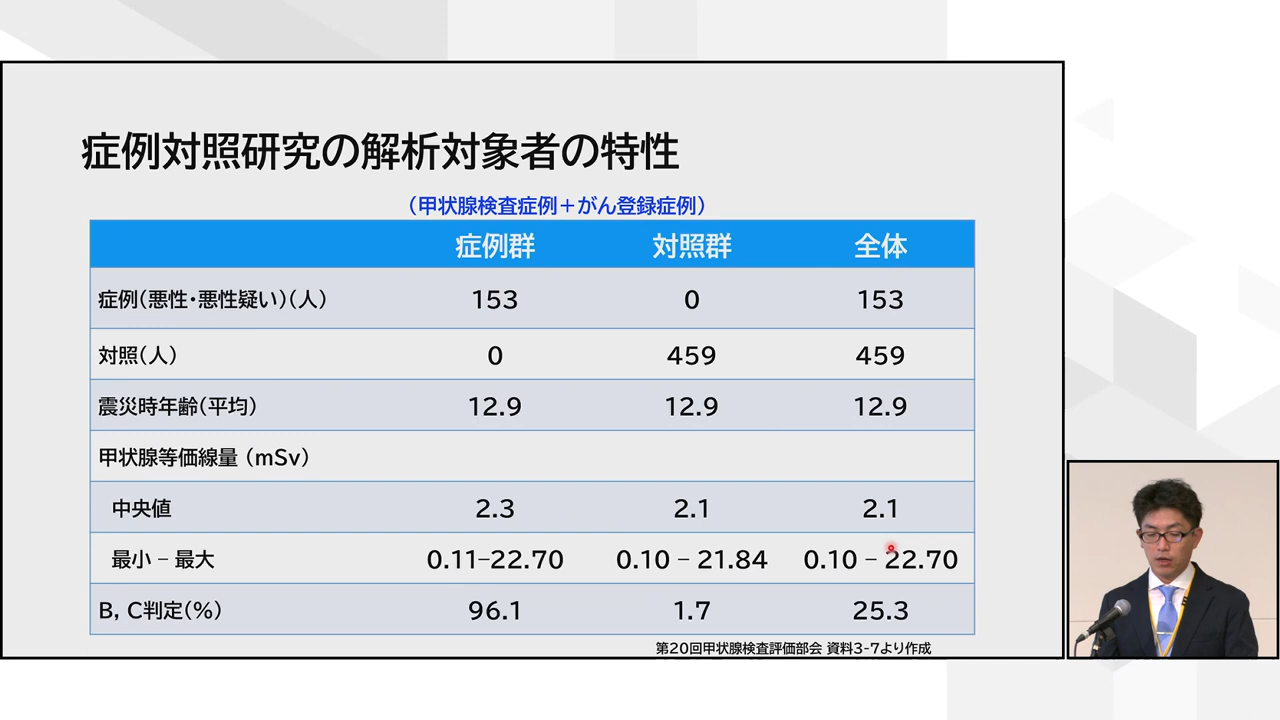 症例対照研究の解析対象者の特性
（甲状腺検査症例＋がん登録症例）
症例群 対照群 全体
症例（悪性・悪性疑い）（人） 153 0 153
対照（人） 0 459 459
震災時年齢（平均） 12.9 12.9 12.9
甲状腺等価線量 （mSv）
中央値 2.3 2.1 2.1
最小 – 最大 0.11–22.70 0.10 – 21.84 0.10 – 22.70
B, C判定（%） 96.1 1.7 25.3
第20回甲状腺検査評価部会 資料3-7より作成